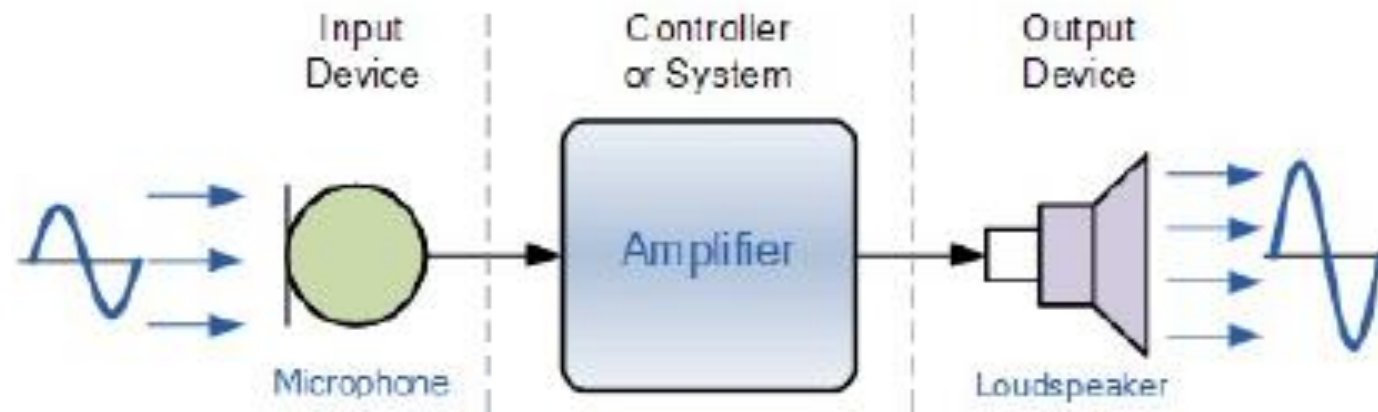 Input
Device
Controller
or System
Output
Device
Amplifier
Microphone
Loudspeaker